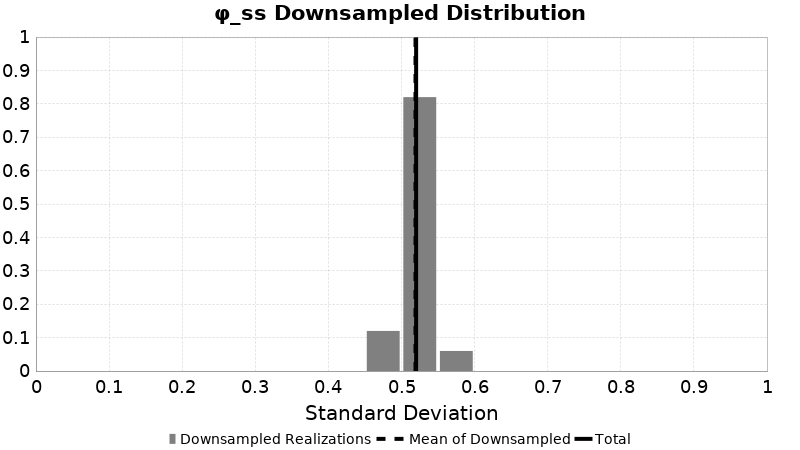 φ_ss Downsampled Distribution
1
0.9
0.8
0.7
0.6
0.5
0.4
0.3
0.2
0.1
0
0 0.1 0.2 0.3 0.4 0.5 0.6 0.7 0.8 0.9 1
Standard Deviation
Downsampled Realizations Mean of Downsampled Total